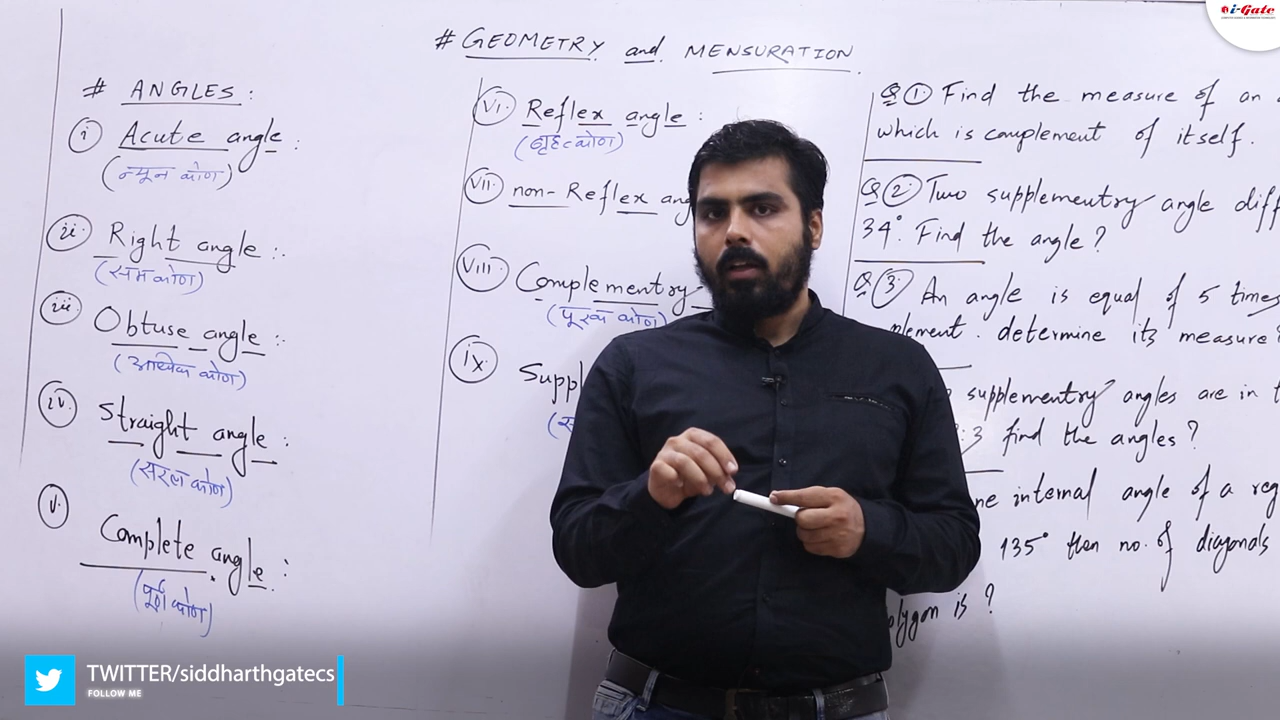 # GEOMETRY and MENSURATION
# ANGLES :
i Acute angle :
(न्यून कोण)
ii Right angle :-
(समकोण)
iii Obtuse angle :-
(अधिक कोण)
iv. Straight angle :
(सरल कोण)
v. Complete angle :
(पूर्ण कोण)
VI. Reflex angle :
(बृहत्कोण)
VII. non-Reflex ang
VIII Complementry
(पूरक कोण)
ix Suppl
Q 1. Find the measure of an
which is complement of itself.
Q 2. Two supplementry angle diff
34°. Find the angle ?
Q 3. An angle is equal of 5 times
plement. determine its measure
supplementry angles are in t
:3 find the angles ?
ne internal angle of a reg
135° then no. of diagonals
olygon is ?
i-Gate
TWITTER/siddharthgatecs
FOLLOW ME